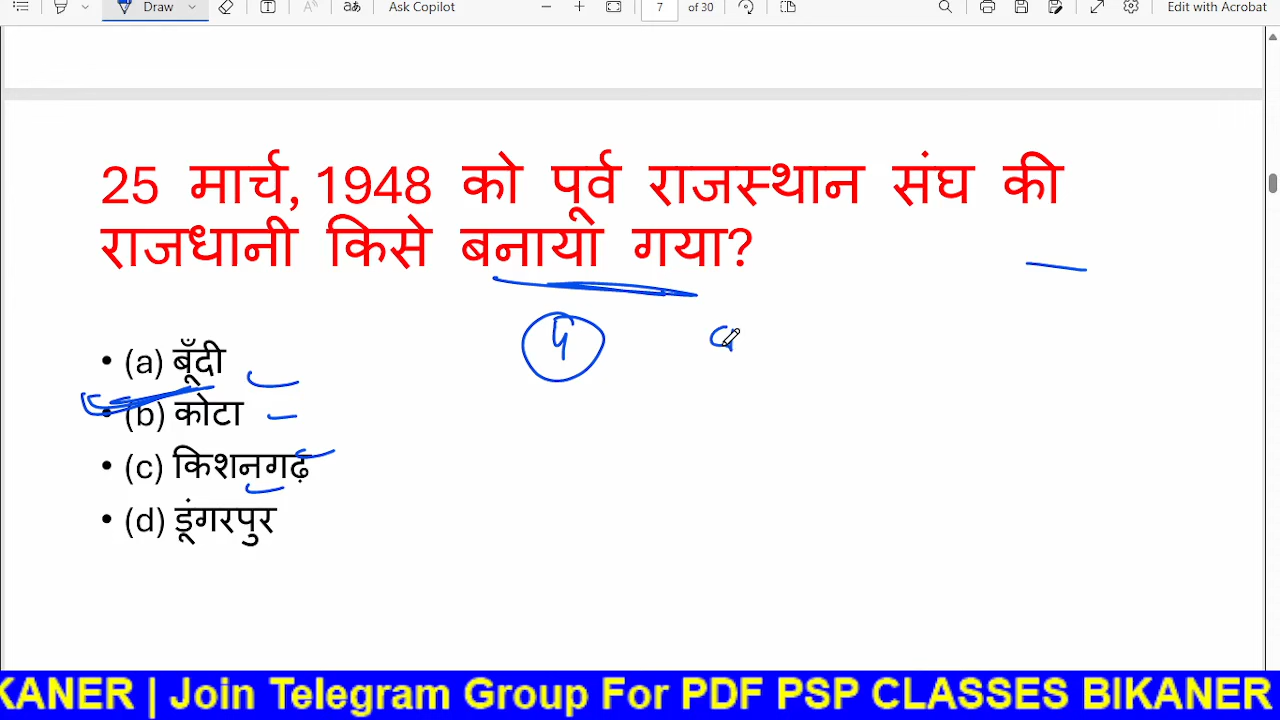 Draw
Ask Copilot
7 of 30
Edit with Acrobat
25 मार्च, 1948 को पूर्व राजस्थान संघ की
राजधानी किसे बनाया गया?
• (a) बूँदी
• (b) कोटा
• (c) किशनगढ़
• (d) डूंगरपुर
KANER | Join Telegram Group For PDF PSP CLASSES BIKANER